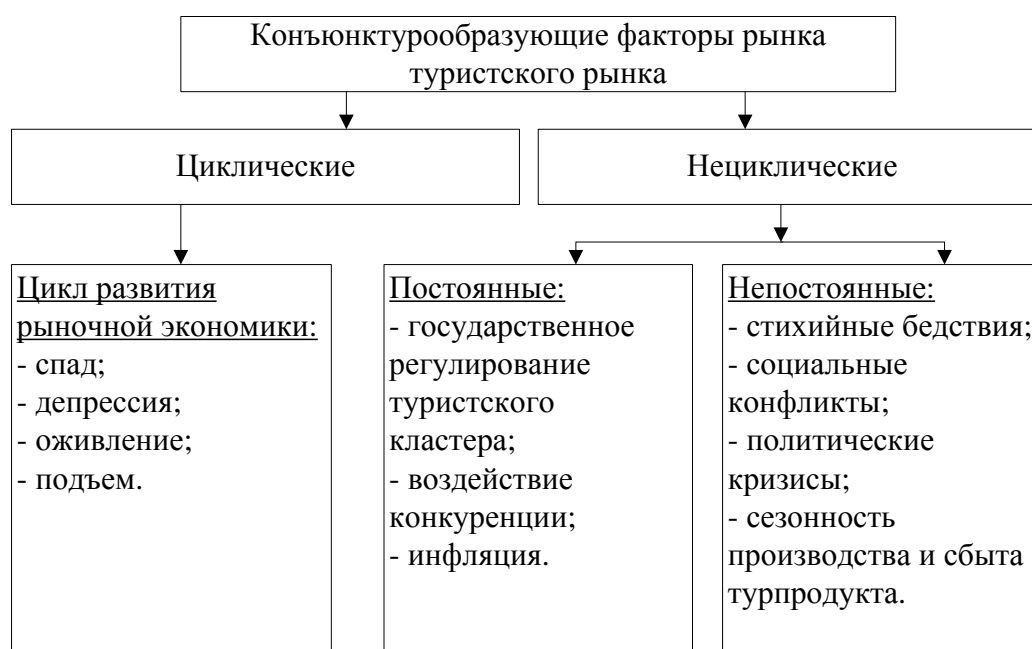 Конъюнктурообразующие факторы рынка
туристского рынка
Циклические
Нециклические
Цикл развития
рыночной экономики:
- спад;
- депрессия;
- оживление;
- подъем.
Постоянные:
- государственное
регулирование
туристского
кластера;
- воздействие
конкуренции;
- инфляция.
Непостоянные:
- стихийные бедствия;
- социальные
конфликты;
- политические
кризисы;
- сезонность
производства и сбыта
турпродукта.